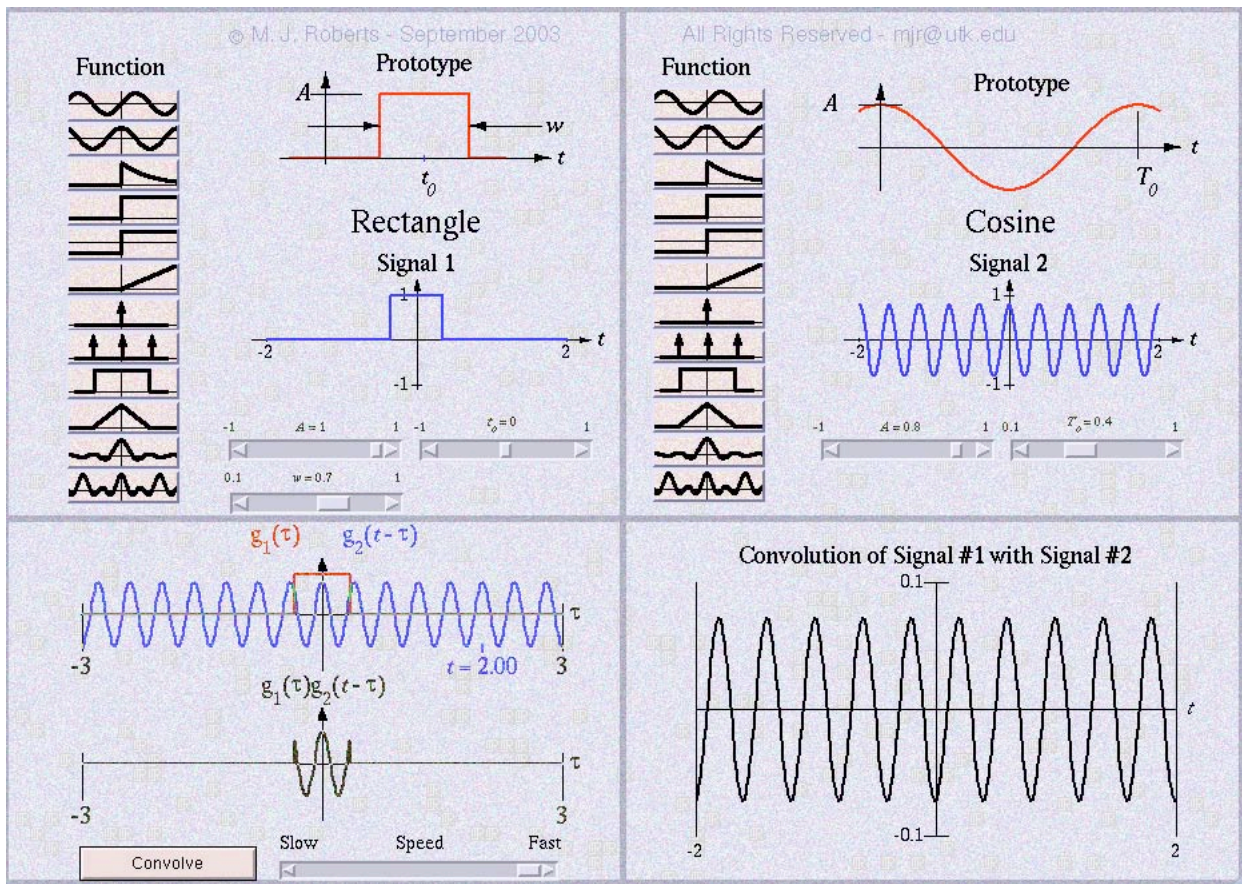 © M. J. Roberts - September 2003
All Rights Reserved - mjr@utk.edu
Function
Prototype
A
w
t
t₀
Rectangle
Signal 1
1
-2
2
t
-1
-1
A = 1
1
-1
t₀ = 0
1
0.1
w = 0.7
1
Function
Prototype
A
t
T₀
Cosine
Signal 2
1
-2
2
t
-1
-1
A = 0.8
1
0.1
T₀ = 0.4
1
g₁(τ)
g₂(t - τ)
τ
-3
t = 2.00
3
g₁(τ)g₂(t - τ)
τ
-3
3
Slow
Speed
Fast
Convolve
Convolution of Signal #1 with Signal #2
0.1
t
-0.1
-2
2